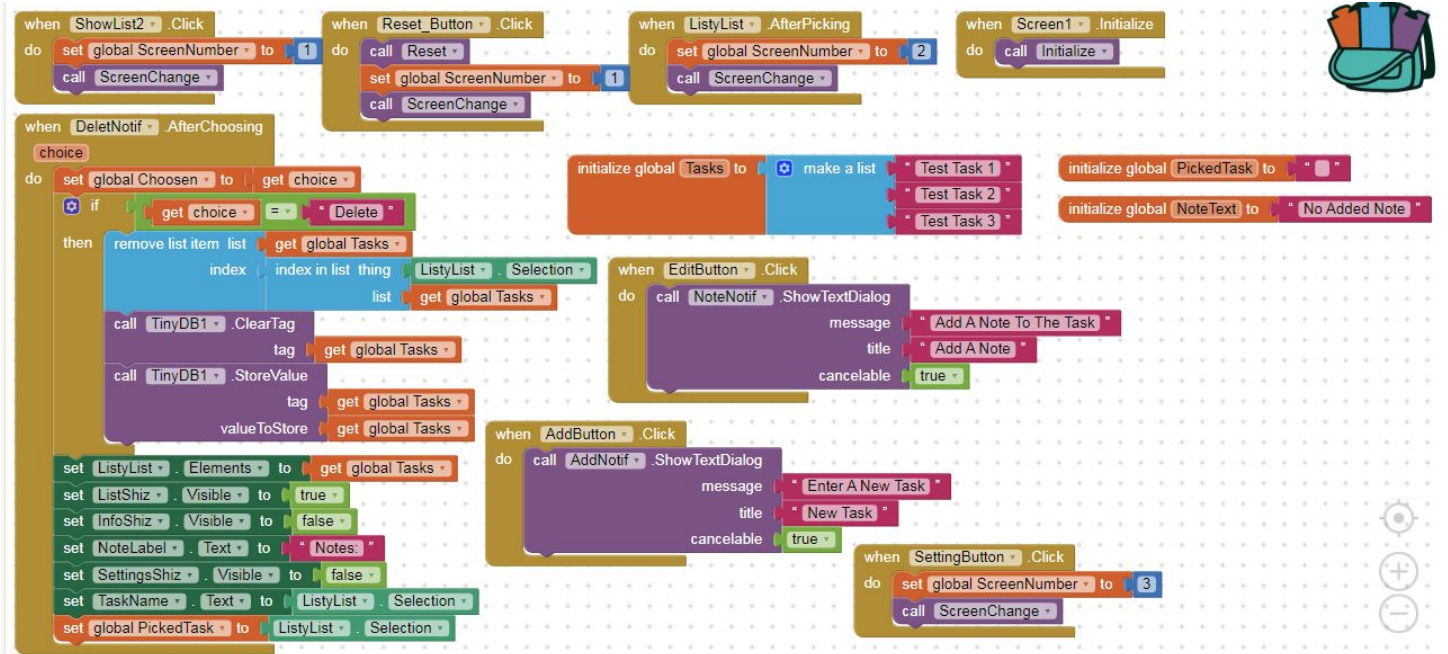 when ShowList2 .Click
do set global ScreenNumber to 1
call ScreenChange
when Reset_Button .Click
do call Reset
set global ScreenNumber to 1
call ScreenChange
when ListyList .AfterPicking
do set global ScreenNumber to 2
call ScreenChange
when Screen1 .Initialize
do call Initialize
when DeletNotif .AfterChoosing
choice
do set global Choosen to get choice
if get choice = " Delete "
then remove list item list get global Tasks
index index in list thing ListyList . Selection
list get global Tasks
call TinyDB1 .ClearTag
tag get global Tasks
call TinyDB1 .StoreValue
tag get global Tasks
valueToStore get global Tasks
set ListyList . Elements to get global Tasks
set ListShiz . Visible to true
set InfoShiz . Visible to false
set NoteLabel . Text to " Notes: "
set SettingsShiz . Visible to false
set TaskName . Text to ListyList . Selection
set global PickedTask to ListyList . Selection
initialize global Tasks to make a list " Test Task 1 "
" Test Task 2 "
" Test Task 3 "
initialize global PickedTask to " "
initialize global NoteText to " No Added Note "
when EditButton .Click
do call NoteNotif .ShowTextDialog
message " Add A Note To The Task "
title " Add A Note "
cancelable true
when AddButton .Click
do call AddNotif .ShowTextDialog
message " Enter A New Task "
title " New Task "
cancelable true
when SettingButton .Click
do set global ScreenNumber to 3
call ScreenChange